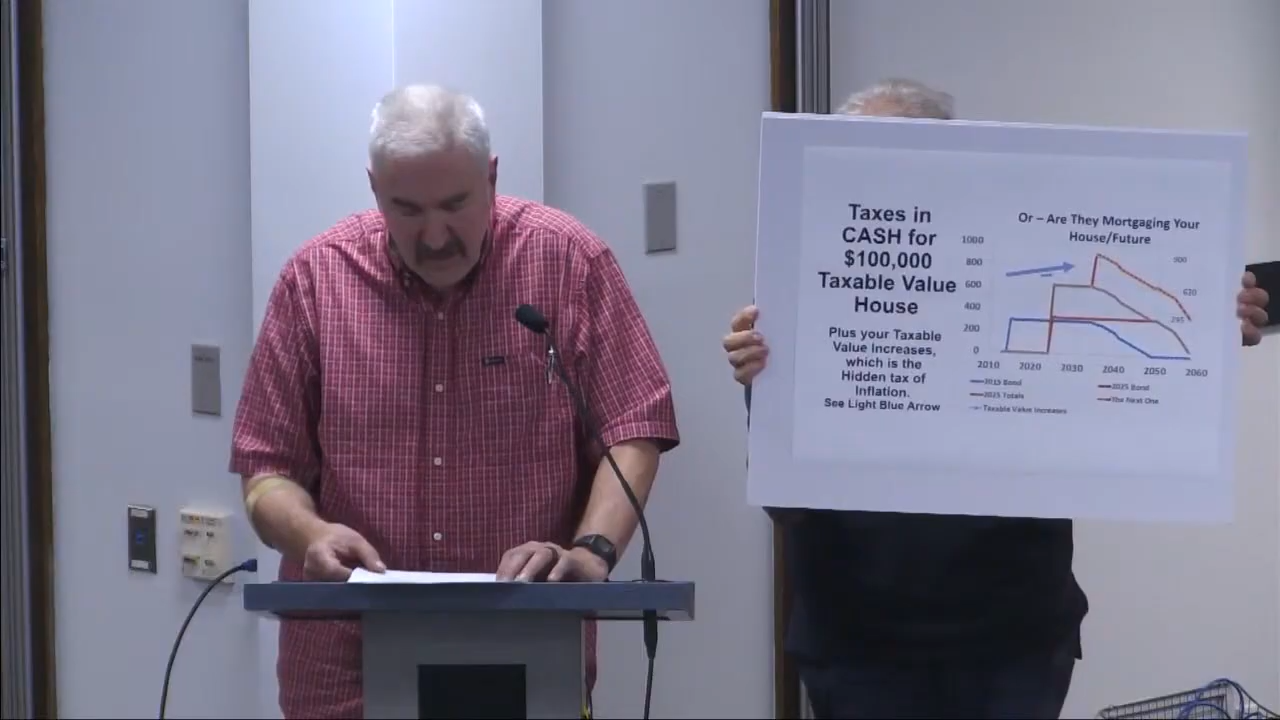 Taxes in
CASH for
$100,000
Taxable Value
House
Plus your Taxable
Value Increases,
which is the
Hidden tax of
Inflation.
See Light Blue Arrow
Or – Are They Mortgaging Your
House/Future
1000
800
600
400
200
0
2010 2020 2030 2040 2050 2060
900
620
295
2015 Bond
2025 Bond
2025 Totals
The Next One
Taxable Value Increases